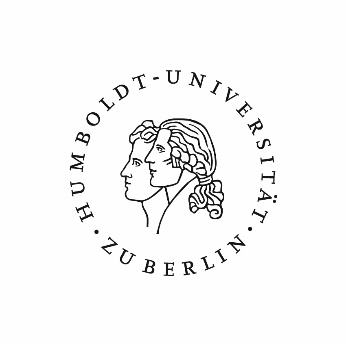 · HUMBOLDT-UNIVERSITÄT ·
ZU BERLIN